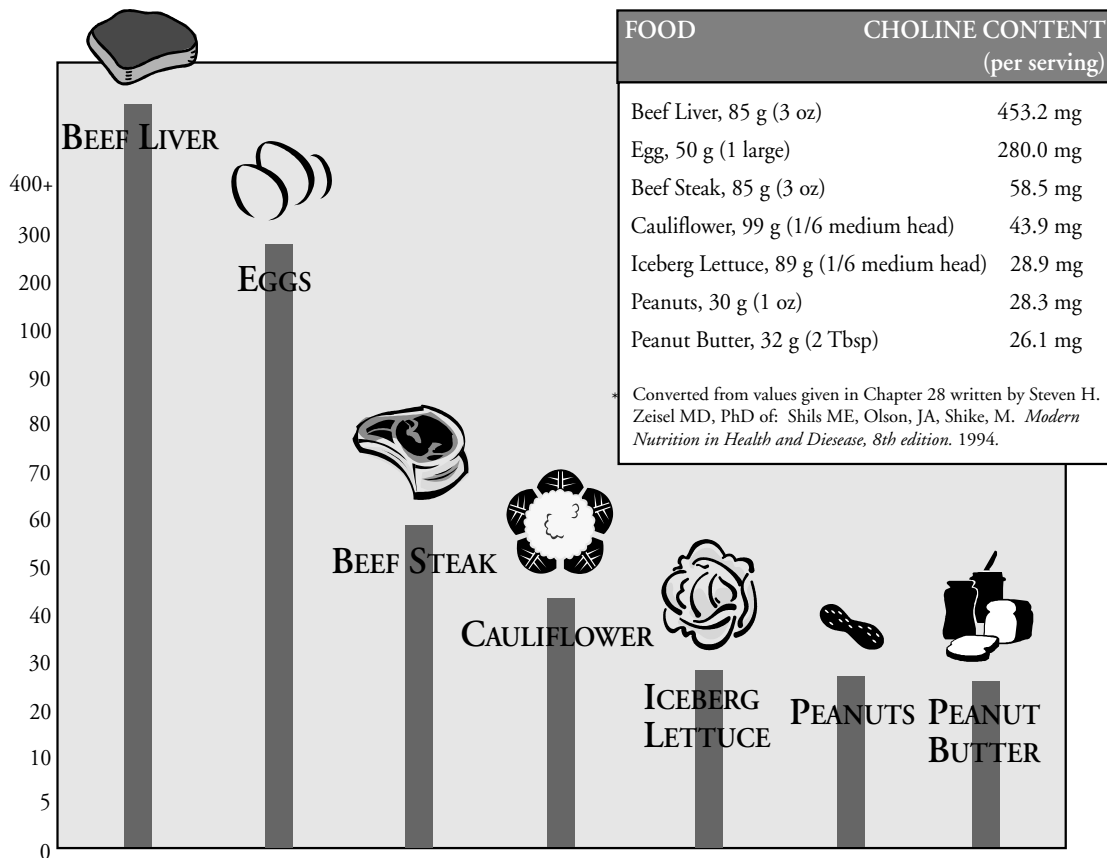 FOOD CHOLINE CONTENT
(per serving)
Beef Liver, 85 g (3 oz) 453.2 mg
Egg, 50 g (1 large) 280.0 mg
Beef Steak, 85 g (3 oz) 58.5 mg
Cauliflower, 99 g (1/6 medium head) 43.9 mg
Iceberg Lettuce, 89 g (1/6 medium head) 28.9 mg
Peanuts, 30 g (1 oz) 28.3 mg
Peanut Butter, 32 g (2 Tbsp) 26.1 mg
* Converted from values given in Chapter 28 written by Steven H.
Zeisel MD, PhD of: Shils ME, Olson, JA, Shike, M. Modern
Nutrition in Health and Diesease, 8th edition. 1994.
400+
300
200
100
90
80
70
60
50
40
30
20
10
5
0
BEEF LIVER
EGGS
BEEF STEAK
CAULIFLOWER
ICEBERG
LETTUCE
PEANUTS
PEANUT
BUTTER